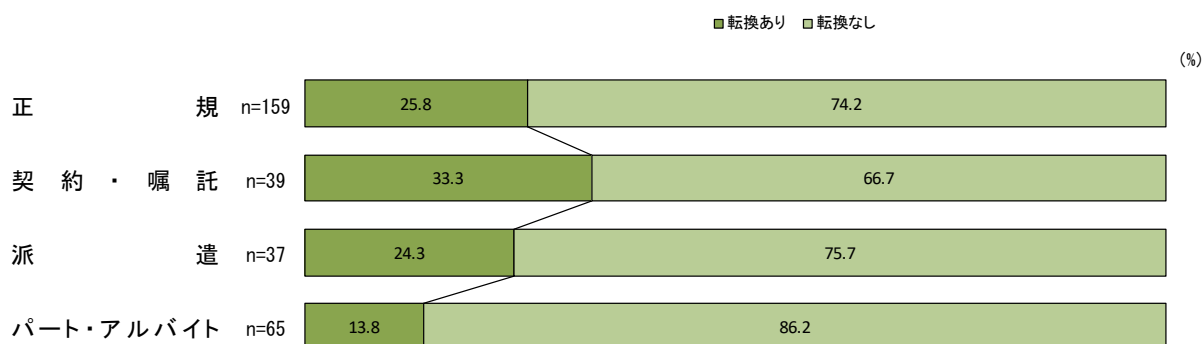 転換あり 転換なし
(%)
正規 n=159 25.8 74.2
契約・嘱託 n=39 33.3 66.7
派遣 n=37 24.3 75.7
パート・アルバイト n=65 13.8 86.2